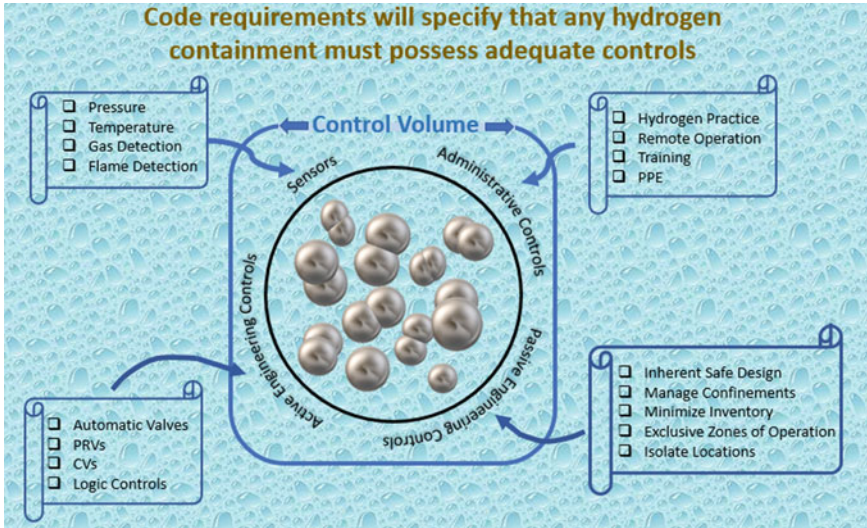 Code requirements will specify that any hydrogen
containment must possess adequate controls
Pressure
Temperature
Gas Detection
Flame Detection
Control Volume
Hydrogen Practice
Remote Operation
Training
PPE
Sensors
Administrative Controls
Active Engineering Controls
Passive Engineering Controls
Automatic Valves
PRVs
CVs
Logic Controls
Inherent Safe Design
Manage Confinements
Minimize Inventory
Exclusive Zones of Operation
Isolate Locations